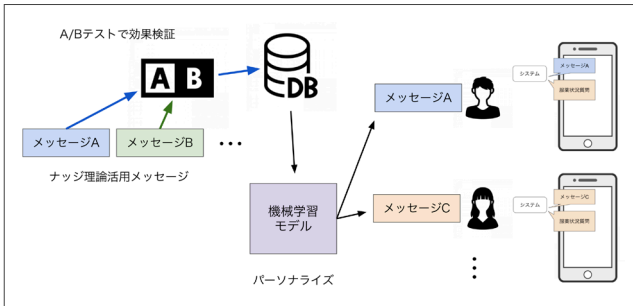 A/Bテストで効果検証
A B
DB
メッセージA
メッセージB
...
ナッジ理論活用メッセージ
機械学習
モデル
パーソナライズ
メッセージA
システム
メッセージA
服薬状況質問
メッセージC
システム
メッセージC
服薬状況質問